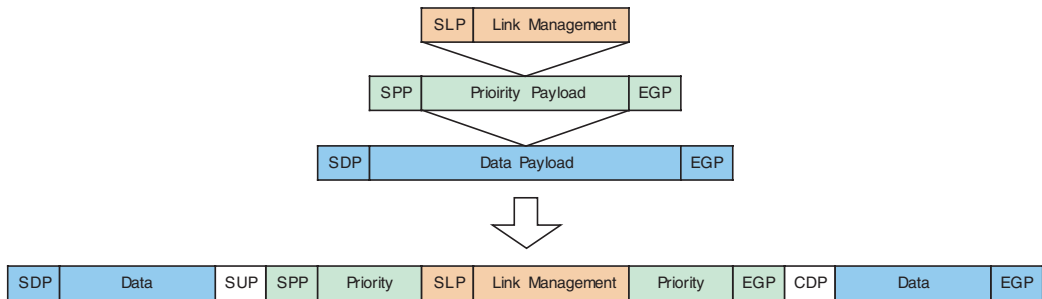 SLP Link Management
SPP Prioirity Payload EGP
SDP Data Payload EGP
SDP Data SUP SPP Priority SLP Link Management Priority EGP CDP Data EGP